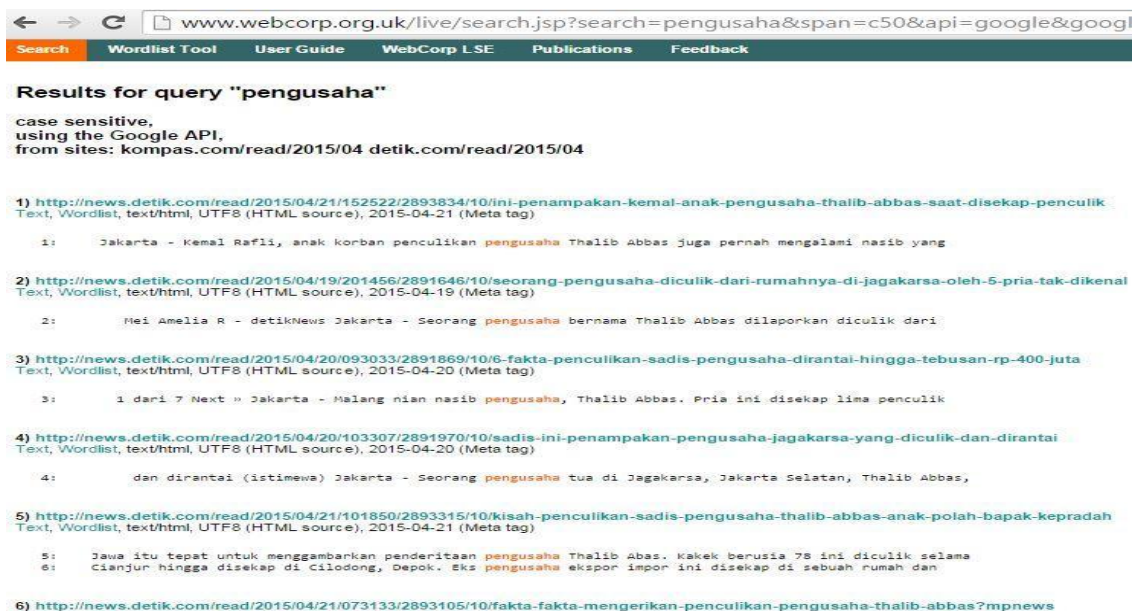 www.webcorp.org.uk/live/search.jsp?search=pengusaha&span=c50&api=google&googl
Search Wordlist Tool User Guide WebCorp LSE Publications Feedback
Results for query "pengusaha"
case sensitive,
using the Google API,
from sites: kompas.com/read/2015/04 detik.com/read/2015/04
1) http://news.detik.com/read/2015/04/21/152522/2893834/10/ini-penampakan-kemal-anak-pengusaha-thalib-abbas-saat-disekap-penculik
Text, Wordlist, text/html, UTF8 (HTML source), 2015-04-21 (Meta tag)
1: Jakarta - Kemal Rafli, anak korban penculikan pengusaha Thalib Abbas juga pernah mengalami nasib yang
2) http://news.detik.com/read/2015/04/19/201456/2891646/10/seorang-pengusaha-diculik-dari-rumahnya-di-jagakarsa-oleh-5-pria-tak-dikenal
Text, Wordlist, text/html, UTF8 (HTML source), 2015-04-19 (Meta tag)
2: Mei Amelia R - detikNews Jakarta - Seorang pengusaha bernama Thalib Abbas dilaporkan diculik dari
3) http://news.detik.com/read/2015/04/20/093033/2891869/10/6-fakta-penculikan-sadis-pengusaha-dirantai-hingga-tebusan-rp-400-juta
Text, Wordlist, text/html, UTF8 (HTML source), 2015-04-20 (Meta tag)
3: 1 dari 7 Next » Jakarta - Malang nian nasib pengusaha, Thalib Abbas. Pria ini disekap lima penculik
4) http://news.detik.com/read/2015/04/20/103307/2891970/10/sadis-ini-penampakan-pengusaha-jagakarsa-yang-diculik-dan-dirantai
Text, Wordlist, text/html, UTF8 (HTML source), 2015-04-20 (Meta tag)
4: dan dirantai (istimewa) Jakarta - Seorang pengusaha tua di Jagakarsa, Jakarta Selatan, Thalib Abbas,
5) http://news.detik.com/read/2015/04/21/101850/2893315/10/kisah-penculikan-sadis-pengusaha-thalib-abbas-anak-polah-bapak-kepradah
Text, Wordlist, text/html, UTF8 (HTML source), 2015-04-21 (Meta tag)
5: Jawa itu tepat untuk menggambarkan penderitaan pengusaha Thalib Abas. Kakek berusia 78 ini diculik selama
6: Cianjur hingga disekap di Cilodong, Depok. Eks pengusaha ekspor impor ini disekap di sebuah rumah dan
6) http://news.detik.com/read/2015/04/21/073133/2893105/10/fakta-fakta-mengerikan-penculikan-pengusaha-thalib-abbas?mpnews